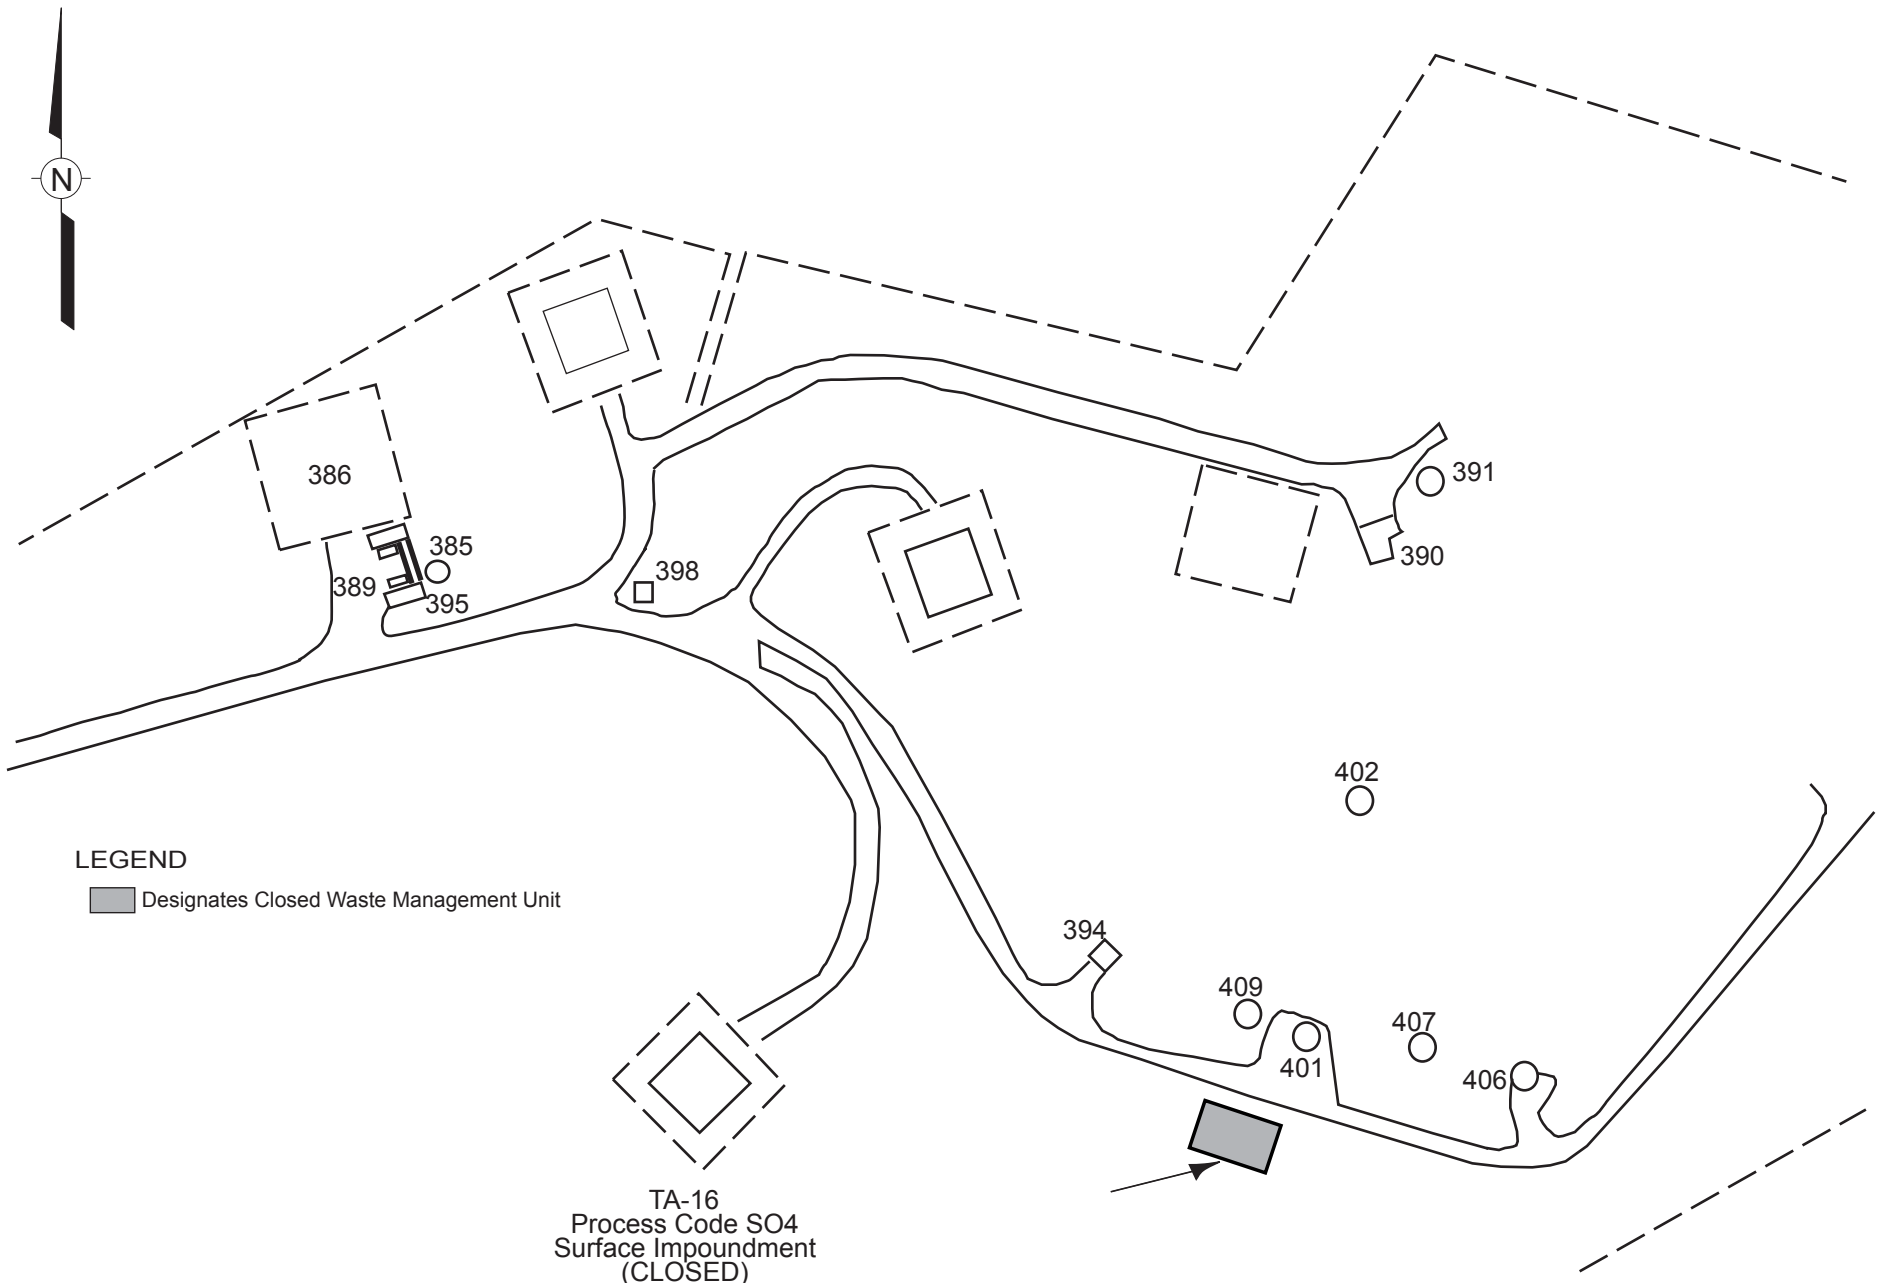 N
386
391
390
385
398
389
395
402
LEGEND
Designates Closed Waste Management Unit
394
409
407
401
406
TA-16
Process Code SO4
Surface Impoundment
(CLOSED)